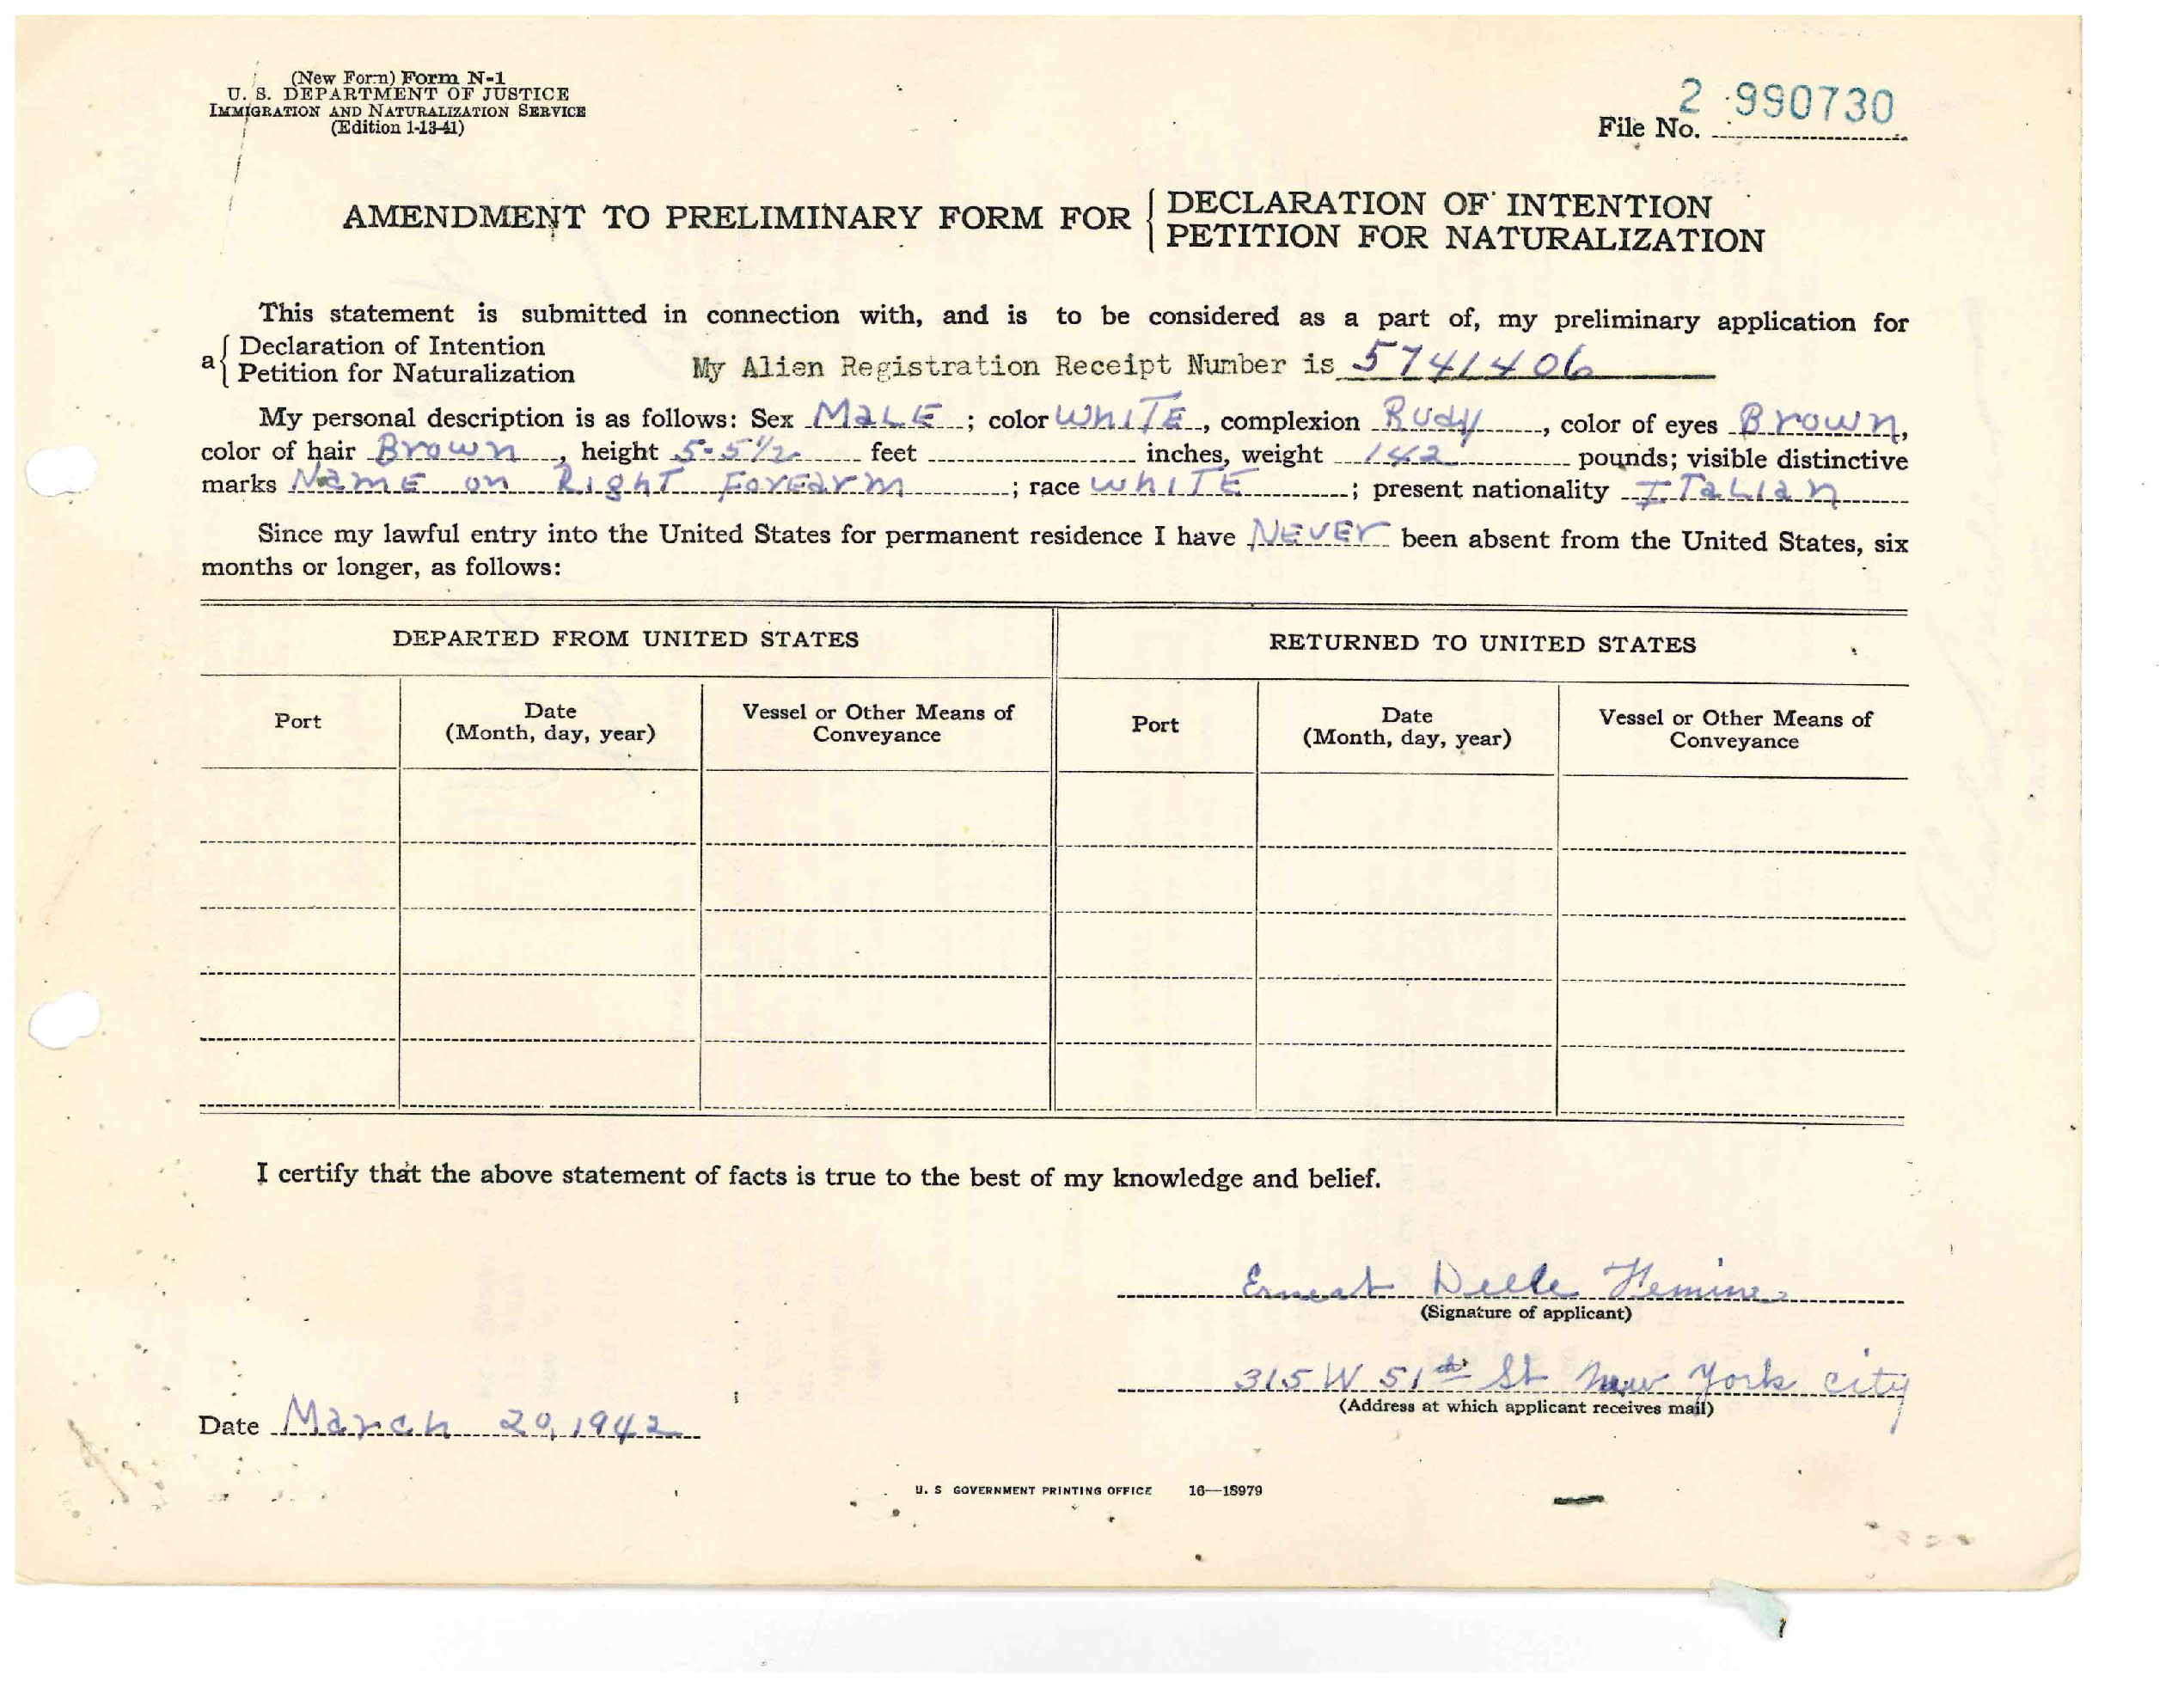 (New Form) Form N-1
U. S. DEPARTMENT OF JUSTICE
IMMIGRATION AND NATURALIZATION SERVICE
(Edition 1-13-41)
2 990730
File No.
AMENDMENT TO PRELIMINARY FORM FOR { DECLARATION OF INTENTION
PETITION FOR NATURALIZATION
This statement is submitted in connection with, and is to be considered as a part of, my preliminary application for
a { Declaration of Intention
Petition for Naturalization
My Alien Registration Receipt Number is 5741406
My personal description is as follows: Sex MaLE; color WhITE, complexion Rudy, color of eyes Brown,
color of hair Brown, height 5-5½ feet inches, weight 142 pounds; visible distinctive
marks NamE on Right ForEarm; race WhITE; present nationality ITaLian
Since my lawful entry into the United States for permanent residence I have NEVEr been absent from the United States, six
months or longer, as follows:
DEPARTED FROM UNITED STATES
RETURNED TO UNITED STATES
Port
Date
(Month, day, year)
Vessel or Other Means of
Conveyance
Port
Date
(Month, day, year)
Vessel or Other Means of
Conveyance
I certify that the above statement of facts is true to the best of my knowledge and belief.
Ernest Delle Femine
(Signature of applicant)
315 W 51th St New York city
(Address at which applicant receives mail)
Date March 20, 1942
U. S GOVERNMENT PRINTING OFFICE 16—18979